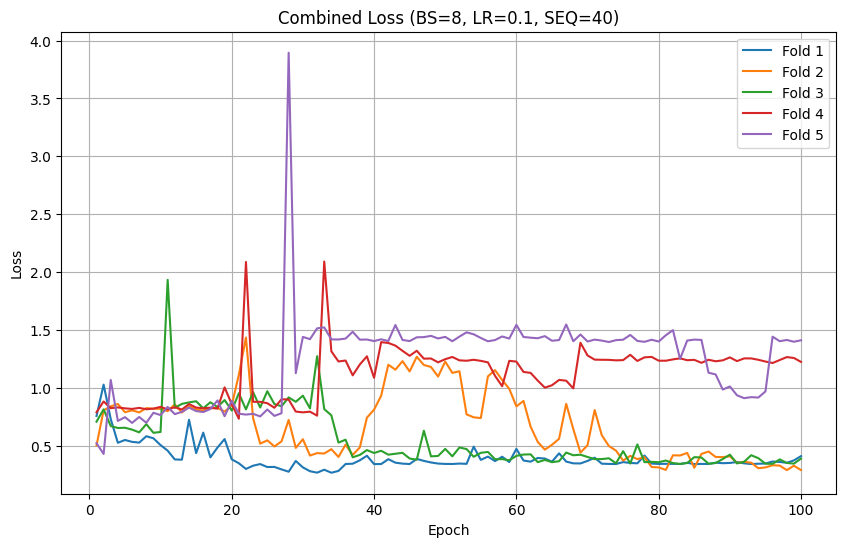 Combined Loss (BS=8, LR=0.1, SEQ=40)
4.0
3.5
3.0
2.5
2.0
1.5
1.0
0.5
Loss
Fold 1
Fold 2
Fold 3
Fold 4
Fold 5
0 20 40 60 80 100
Epoch